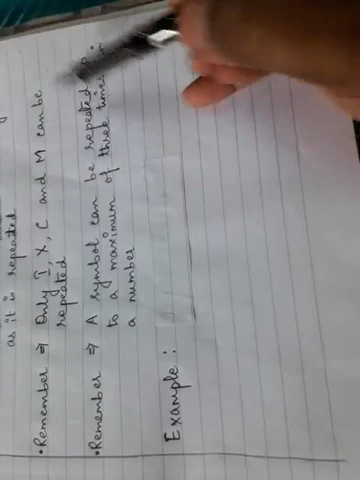 as it is repeated
• Remember ⇒ Only I, X, C and M can be
repeated
• Remember ⇒ A symbol can be repeated
to a maximum of three times in
a number
Example :